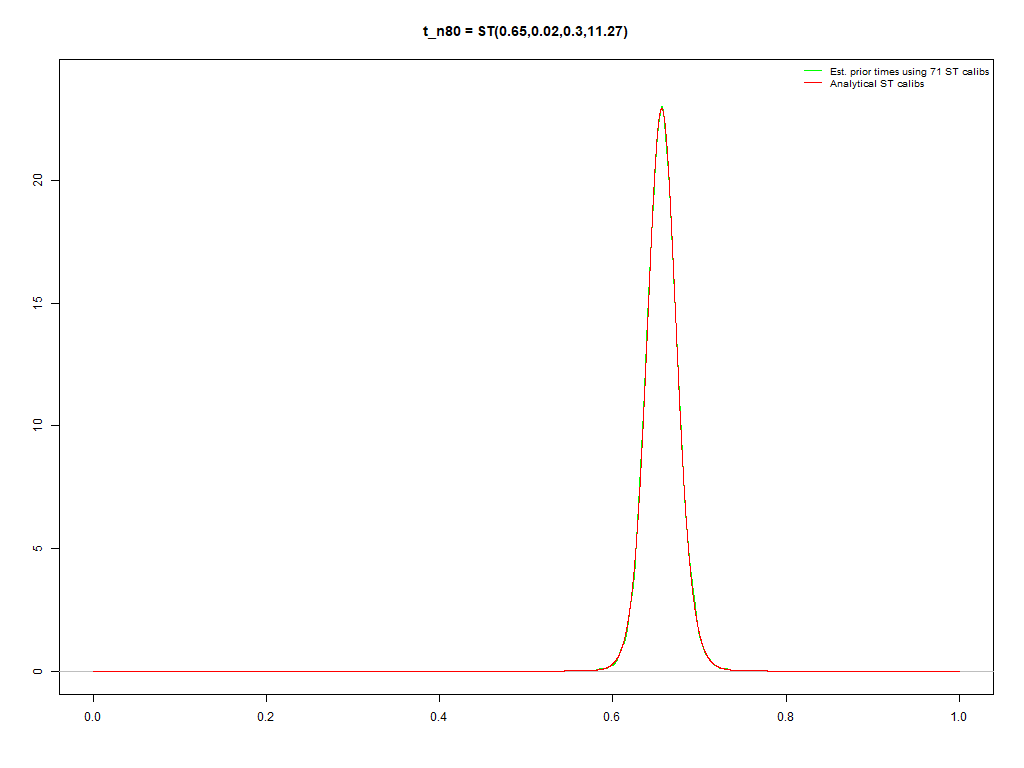 t_n80 = ST(0.65,0.02,0.3,11.27)
Est. prior times using 71 ST calibs
Analytical ST calibs
20
15
10
5
0
0.0 0.2 0.4 0.6 0.8 1.0